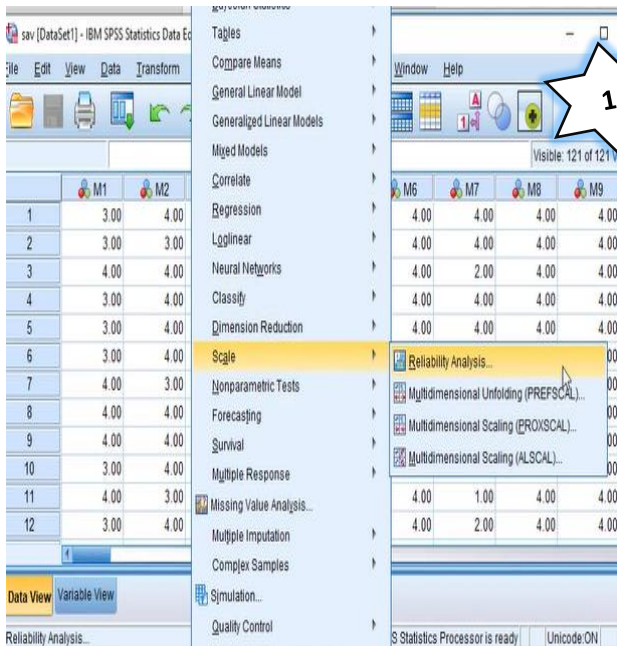 Bayesian Statistics
sav [DataSet1] - IBM SPSS Statistics Data Ed
File Edit View Data Transform Window Help
Tables
Compare Means
General Linear Model
Generalized Linear Models
Mixed Models
Correlate
Regression
Loglinear
Neural Networks
Classify
Dimension Reduction
Scale
Nonparametric Tests
Forecasting
Survival
Multiple Response
Missing Value Analysis...
Multiple Imputation
Complex Samples
Simulation...
Quality Control
Reliability Analysis...
Multidimensional Unfolding (PREFSCAL)...
Multidimensional Scaling (PROXSCAL)...
Multidimensional Scaling (ALSCAL)...
1
Visible: 121 of 121 V
M1 M2 M6 M7 M8 M9
1 3.00 4.00 4.00 4.00 4.00 4.00
2 3.00 3.00 4.00 4.00 4.00 4.00
3 4.00 4.00 4.00 2.00 4.00 4.00
4 3.00 4.00 4.00 4.00 4.00 4.00
5 3.00 4.00 4.00 4.00 4.00 4.00
6 3.00 4.00 00
7 4.00 3.00 00
8 4.00 4.00 00
9 4.00 4.00 00
10 3.00 4.00 00
11 4.00 3.00 4.00 1.00 4.00 4.00
12 3.00 4.00 4.00 2.00 4.00 4.00
Data View Variable View
Reliability Analysis... S Statistics Processor is ready Unicode:ON